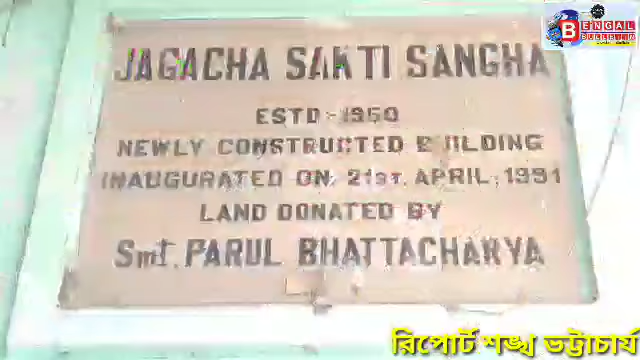 BENGAL
BULLETIN
JAGACHA SAKTI SANGHA
ESTD:-1950
NEWLY CONSTRUCTED BUILDING
INAUGURATED ON: 21ST. APRIL, 1991
LAND DONATED BY
Smt. PARUL BHATTACHARYA
রিপোর্ট শঙ্খ ভট্টাচার্য